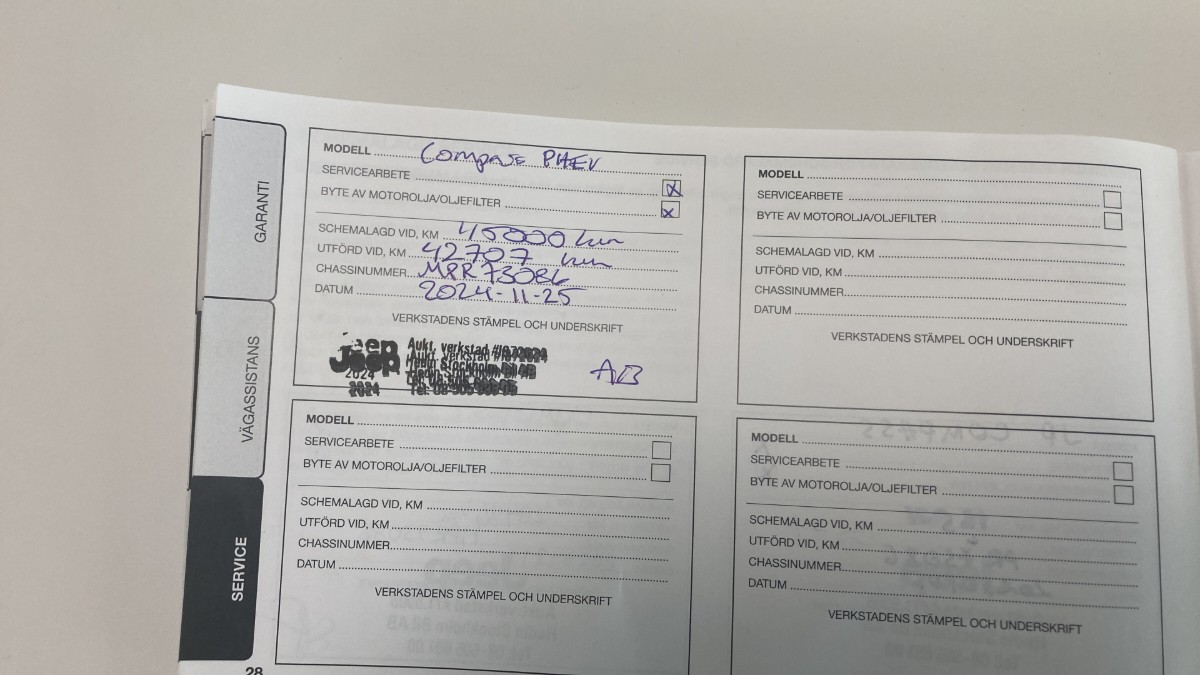 GARANTI
VÄGASSISTANS
SERVICE
MODELL Compass PHEV
SERVICEARBETE X
BYTE AV MOTOROLJA/OLJEFILTER X
SCHEMALAGD VID, KM 45000 km
UTFÖRD VID, KM 42707 km
CHASSINUMMER MPR73086
DATUM 2024-11-25
VERKSTADENS STÄMPEL OCH UNDERSKRIFT
Jeep Aukt. verkstad
2024
AB
MODELL
SERVICEARBETE
BYTE AV MOTOROLJA/OLJEFILTER
SCHEMALAGD VID, KM
UTFÖRD VID, KM
CHASSINUMMER
DATUM
VERKSTADENS STÄMPEL OCH UNDERSKRIFT
MODELL
SERVICEARBETE
BYTE AV MOTOROLJA/OLJEFILTER
SCHEMALAGD VID, KM
UTFÖRD VID, KM
CHASSINUMMER
DATUM
VERKSTADENS STÄMPEL OCH UNDERSKRIFT
MODELL
SERVICEARBETE
BYTE AV MOTOROLJA/OLJEFILTER
SCHEMALAGD VID, KM
UTFÖRD VID, KM
CHASSINUMMER
DATUM
VERKSTADENS STÄMPEL OCH UNDERSKRIFT
28